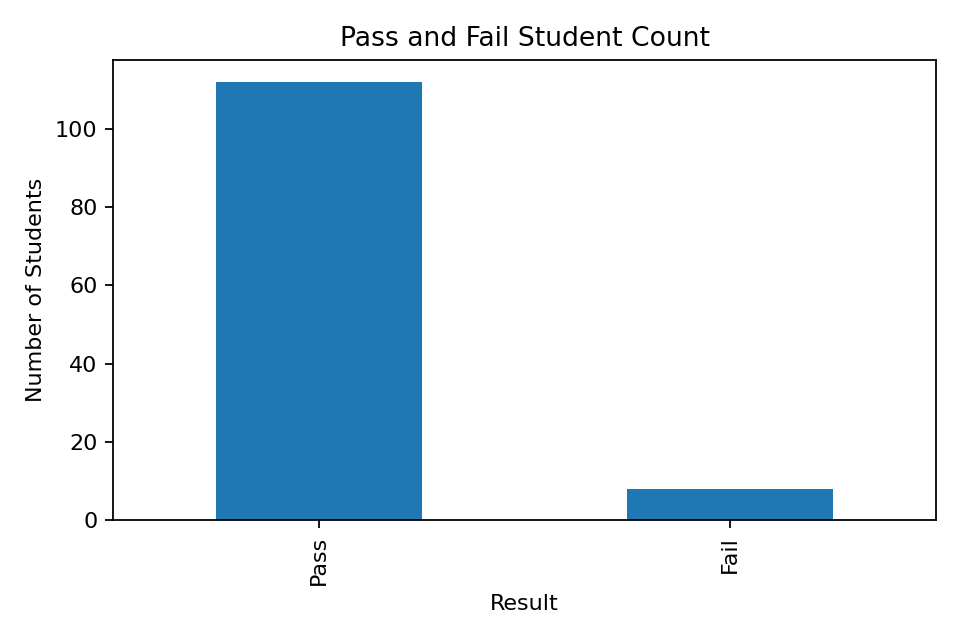 Pass and Fail Student Count
Number of Students
100
80
60
40
20
0
Pass
Fail
Result